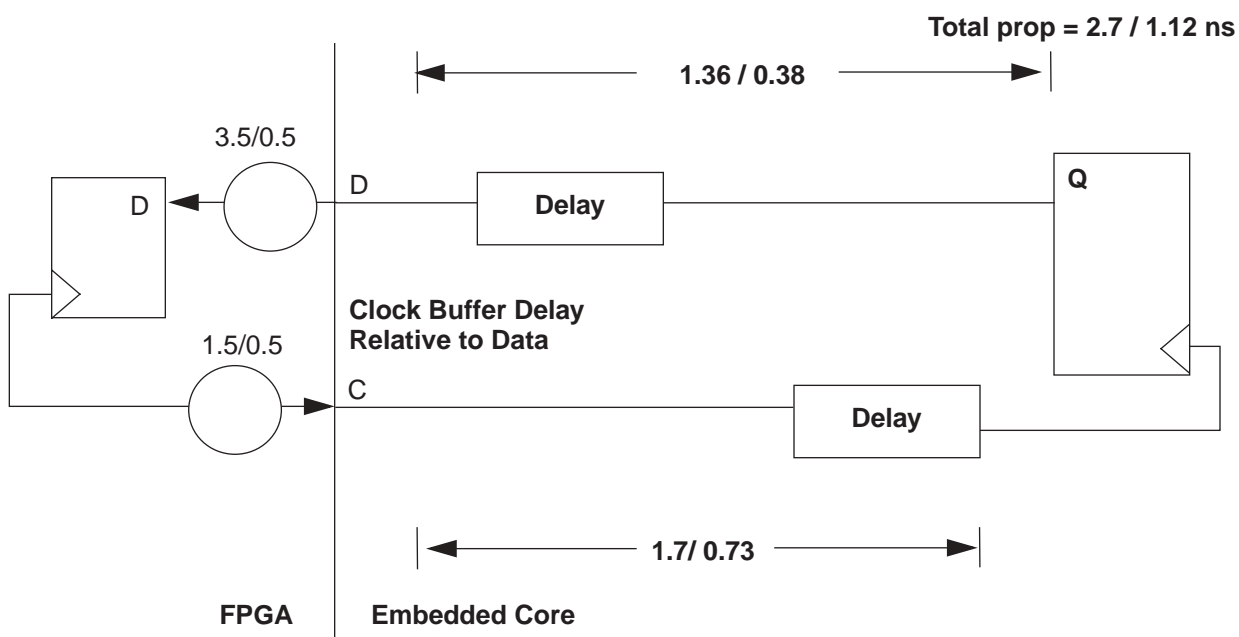 Total prop = 2.7 / 1.12 ns
1.36 / 0.38
3.5/0.5
D
D
Delay
Q
Clock Buffer Delay
Relative to Data
1.5/0.5
C
Delay
1.7/ 0.73
FPGA
Embedded Core